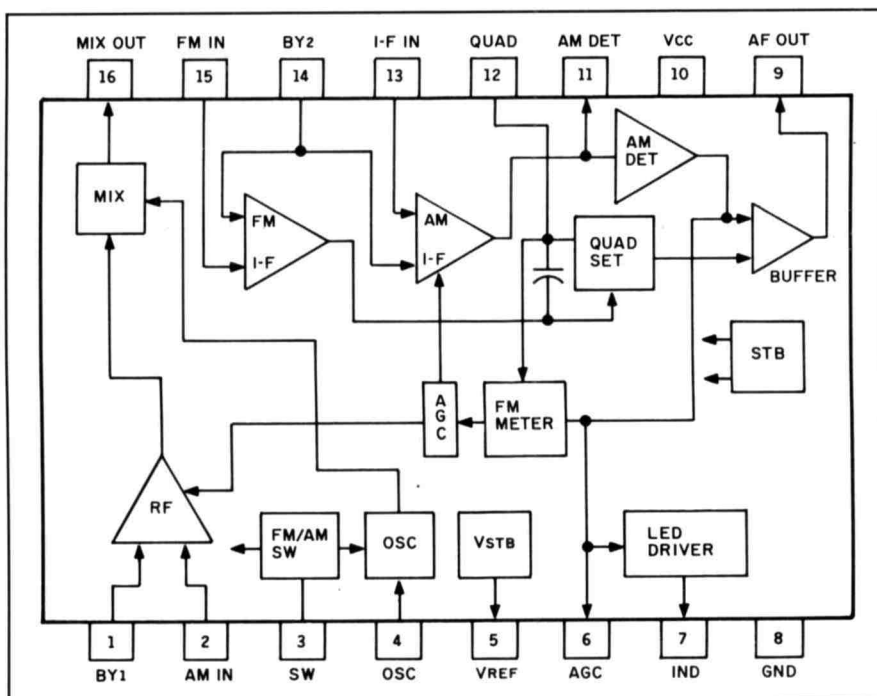 MIX OUT FM IN BY2 I-F IN QUAD AM DET VCC AF OUT
16 15 14 13 12 11 10 9
MIX
FM
I-F
AM
I-F
AM
DET
QUAD
SET
BUFFER
STB
AGC
FM
METER
RF
FM/AM
SW
OSC
VSTB
LED
DRIVER
1 2 3 4 5 6 7 8
BY1 AM IN SW OSC VREF AGC IND GND